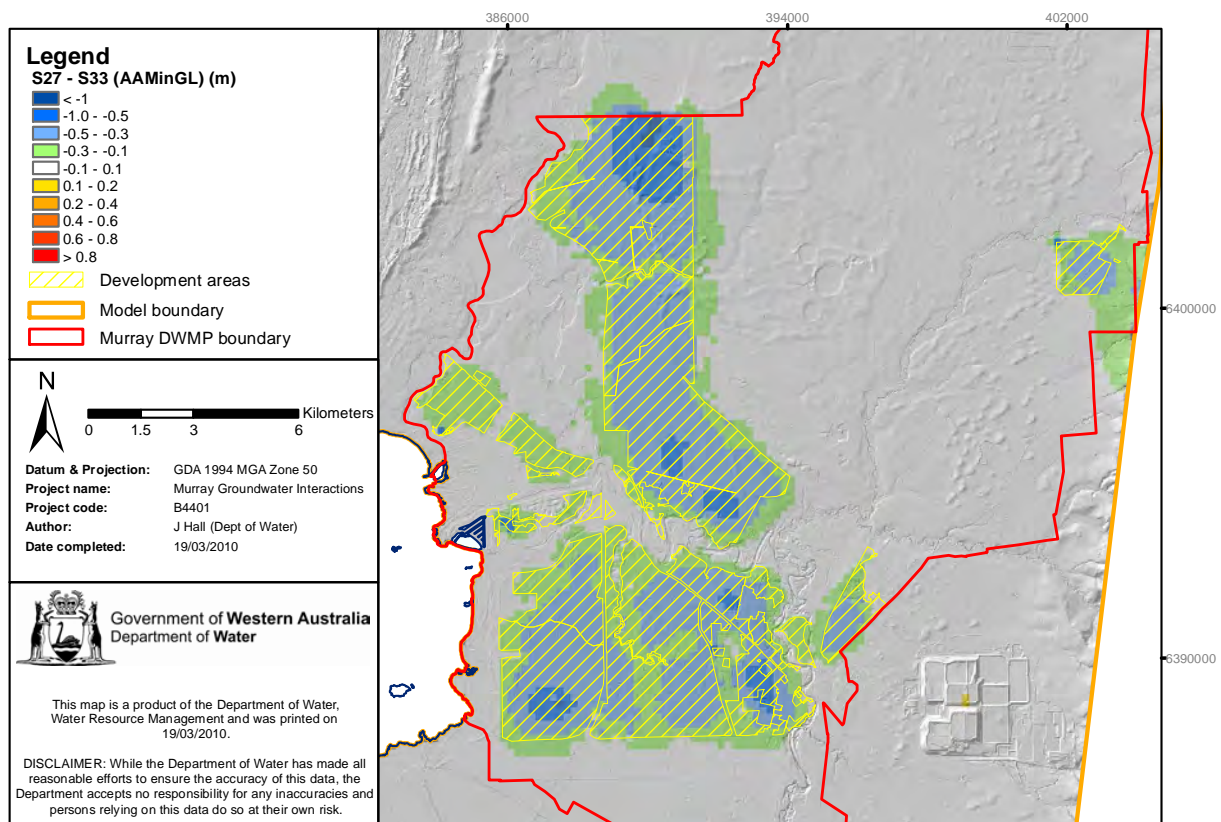 386000
394000
402000
6400000
6390000
Legend
S27 - S33 (AAMinGL) (m)
< -1
-1.0 - -0.5
-0.5 - -0.3
-0.3 - -0.1
-0.1 - 0.1
0.1 - 0.2
0.2 - 0.4
0.4 - 0.6
0.6 - 0.8
> 0.8
Development areas
Model boundary
Murray DWMP boundary
N
Kilometers
0 1.5 3 6
Datum & Projection: GDA 1994 MGA Zone 50
Project name: Murray Groundwater Interactions
Project code: B4401
Author: J Hall (Dept of Water)
Date completed: 19/03/2010
Government of Western Australia
Department of Water
This map is a product of the Department of Water,
Water Resource Management and was printed on
19/03/2010.
DISCLAIMER: While the Department of Water has made all
reasonable efforts to ensure the accuracy of this data, the
Department accepts no responsibility for any inaccuracies and
persons relying on this data do so at their own risk.